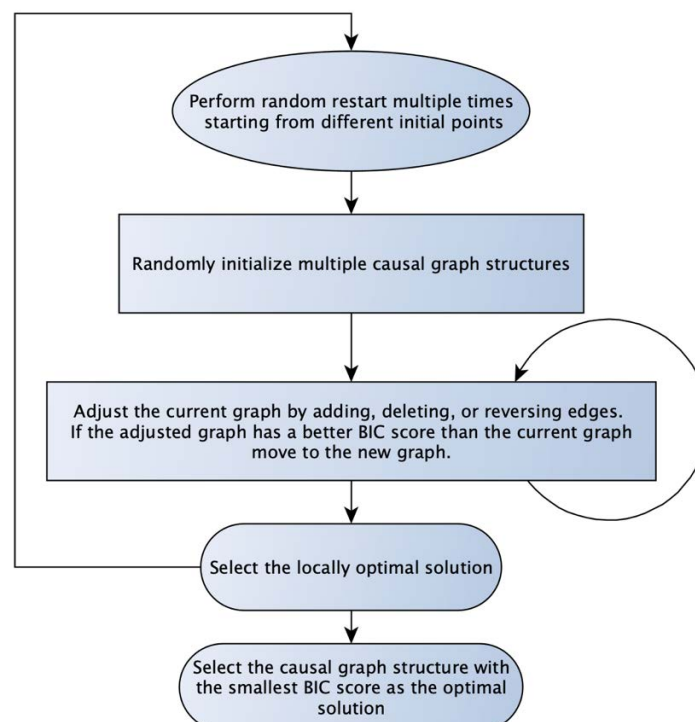 Perform random restart multiple times
starting from different initial points
Randomly initialize multiple causal graph structures
Adjust the current graph by adding, deleting, or reversing edges.
If the adjusted graph has a better BIC score than the current graph
move to the new graph.
Select the locally optimal solution
Select the causal graph structure with
the smallest BIC score as the optimal
solution